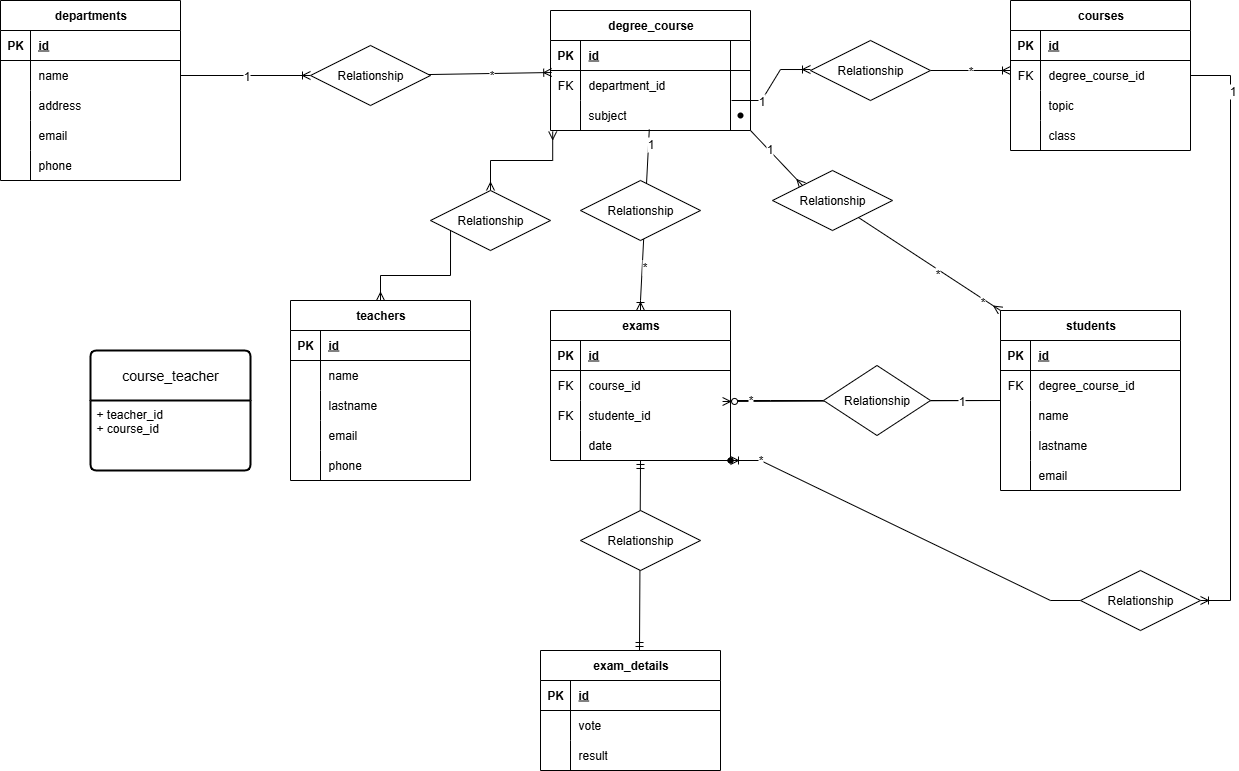 departments
PK id
name
address
email
phone
1
Relationship
*
degree_course
PK id
FK department_id
subject
1
Relationship
*
courses
PK id
FK degree_course_id
topic
class
1
Relationship
1
Relationship
*
1
Relationship
*
*
teachers
PK id
name
lastname
email
phone
course_teacher
+ teacher_id
+ course_id
exams
PK id
FK course_id
FK studente_id
date
*
Relationship
1
students
PK id
FK degree_course_id
name
lastname
email
*
Relationship
Relationship
exam_details
PK id
vote
result